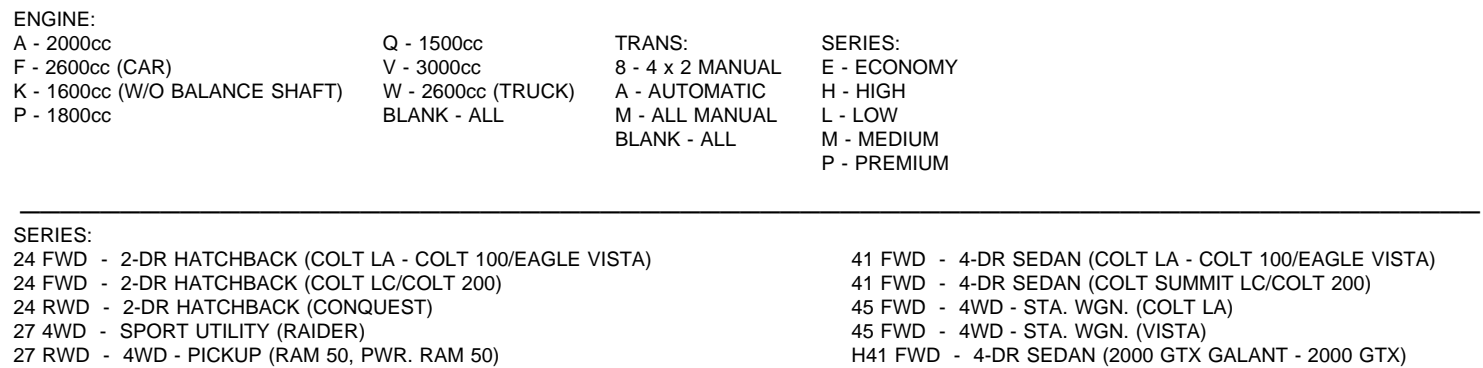 ENGINE:
A - 2000cc Q - 1500cc TRANS: SERIES:
F - 2600cc (CAR) V - 3000cc 8 - 4 x 2 MANUAL E - ECONOMY
K - 1600cc (W/O BALANCE SHAFT) W - 2600cc (TRUCK) A - AUTOMATIC H - HIGH
P - 1800cc BLANK - ALL M - ALL MANUAL L - LOW
BLANK - ALL M - MEDIUM
P - PREMIUM
SERIES:
24 FWD - 2-DR HATCHBACK (COLT LA - COLT 100/EAGLE VISTA) 41 FWD - 4-DR SEDAN (COLT LA - COLT 100/EAGLE VISTA)
24 FWD - 2-DR HATCHBACK (COLT LC/COLT 200) 41 FWD - 4-DR SEDAN (COLT SUMMIT LC/COLT 200)
24 RWD - 2-DR HATCHBACK (CONQUEST) 45 FWD - 4WD - STA. WGN. (COLT LA)
27 4WD - SPORT UTILITY (RAIDER) 45 FWD - 4WD - STA. WGN. (VISTA)
27 RWD - 4WD - PICKUP (RAM 50, PWR. RAM 50) H41 FWD - 4-DR SEDAN (2000 GTX GALANT - 2000 GTX)